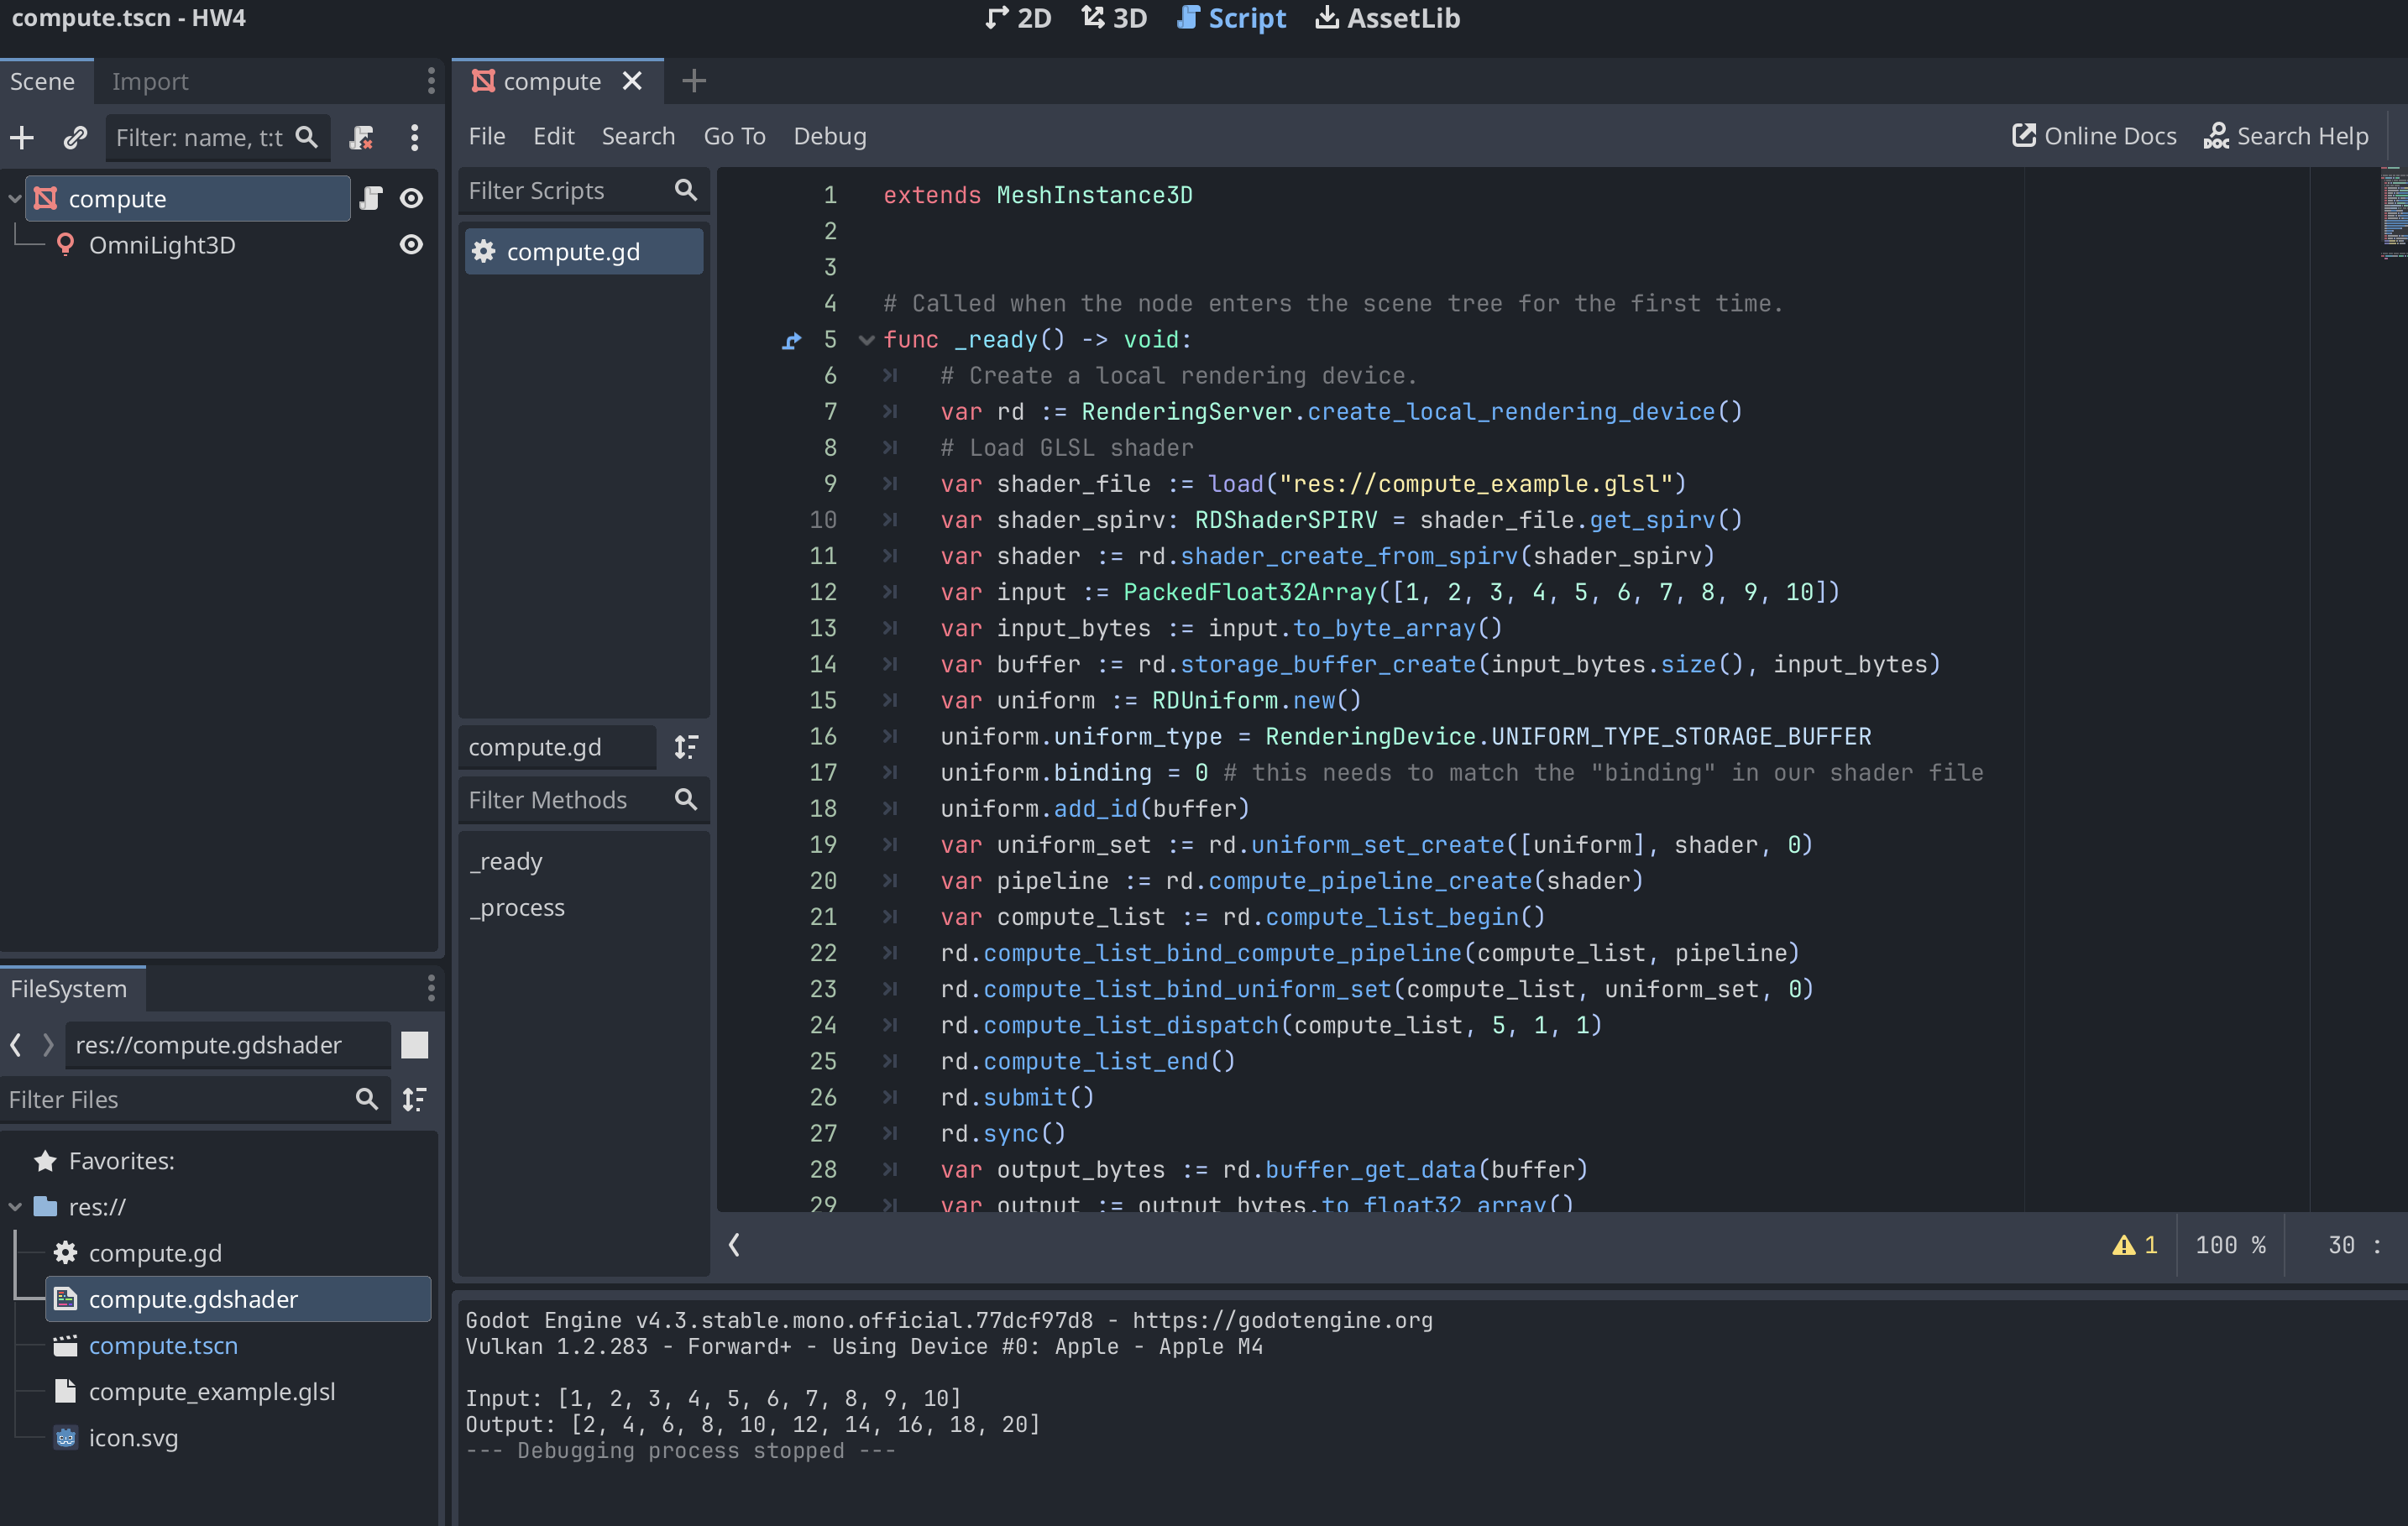 compute.tscn - HW4
2D 3D Script AssetLib
Scene Import
Filter: name, t:t
compute
OmniLight3D
FileSystem
res://compute.gdshader
Filter Files
Favorites:
res://
compute.gd
compute.gdshader
compute.tscn
compute_example.glsl
icon.svg
compute
File Edit Search Go To Debug
Online Docs DOC Search Help
Filter Scripts
compute.gd
compute.gd
Filter Methods
_ready
_process
1 extends MeshInstance3D
2
3
4 # Called when the node enters the scene tree for the first time.
5 func _ready() -> void:
6 # Create a local rendering device.
7 var rd := RenderingServer.create_local_rendering_device()
8 # Load GLSL shader
9 var shader_file := load("res://compute_example.glsl")
10 var shader_spirv: RDShaderSPIRV = shader_file.get_spirv()
11 var shader := rd.shader_create_from_spirv(shader_spirv)
12 var input := PackedFloat32Array([1, 2, 3, 4, 5, 6, 7, 8, 9, 10])
13 var input_bytes := input.to_byte_array()
14 var buffer := rd.storage_buffer_create(input_bytes.size(), input_bytes)
15 var uniform := RDUniform.new()
16 uniform.uniform_type = RenderingDevice.UNIFORM_TYPE_STORAGE_BUFFER
17 uniform.binding = 0 # this needs to match the "binding" in our shader file
18 uniform.add_id(buffer)
19 var uniform_set := rd.uniform_set_create([uniform], shader, 0)
20 var pipeline := rd.compute_pipeline_create(shader)
21 var compute_list := rd.compute_list_begin()
22 rd.compute_list_bind_compute_pipeline(compute_list, pipeline)
23 rd.compute_list_bind_uniform_set(compute_list, uniform_set, 0)
24 rd.compute_list_dispatch(compute_list, 5, 1, 1)
25 rd.compute_list_end()
26 rd.submit()
27 rd.sync()
28 var output_bytes := rd.buffer_get_data(buffer)
29 var output := output_bytes.to_float32_array()
1 100 % 30 :
Godot Engine v4.3.stable.mono.official.77dcf97d8 - https://godotengine.org
Vulkan 1.2.283 - Forward+ - Using Device #0: Apple - Apple M4
Input: [1, 2, 3, 4, 5, 6, 7, 8, 9, 10]
Output: [2, 4, 6, 8, 10, 12, 14, 16, 18, 20]
--- Debugging process stopped ---